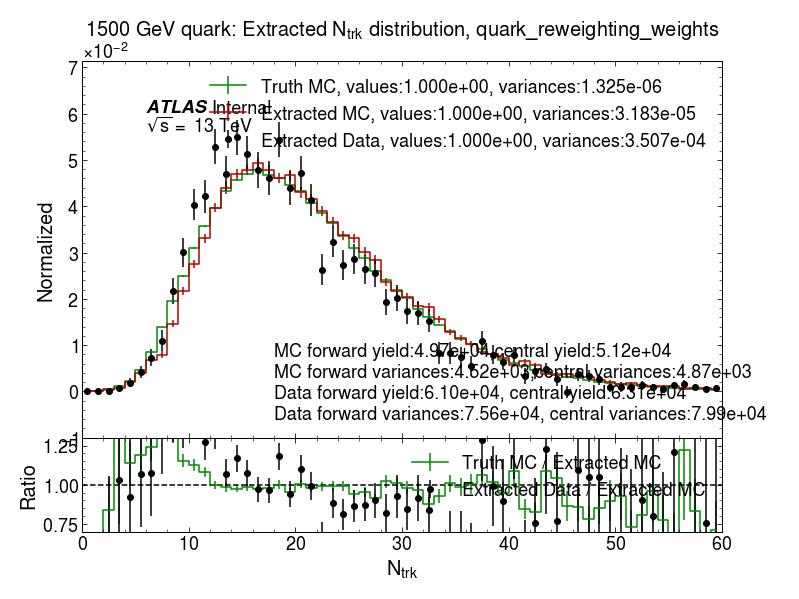 1500 GeV quark: Extracted N_trk distribution, quark_reweighting_weights
×10⁻²
7
6
5
4
3
2
1
0
Normalized
ATLAS Internal
√s = 13 TeV
Truth MC, values:1.000e+00, variances:1.325e-06
Extracted MC, values:1.000e+00, variances:3.183e-05
Extracted Data, values:1.000e+00, variances:3.507e-04
MC forward yield:4.97e+04, central yield:5.12e+04
MC forward variances:4.62e+03, central variances:4.87e+03
Data forward yield:6.10e+04, central yield:6.31e+04
Data forward variances:7.56e+04, central variances:7.99e+04
1.25
1.00
0.75
Ratio
Truth MC / Extracted MC
Extracted Data / Extracted MC
0 10 20 30 40 50 60
N_trk